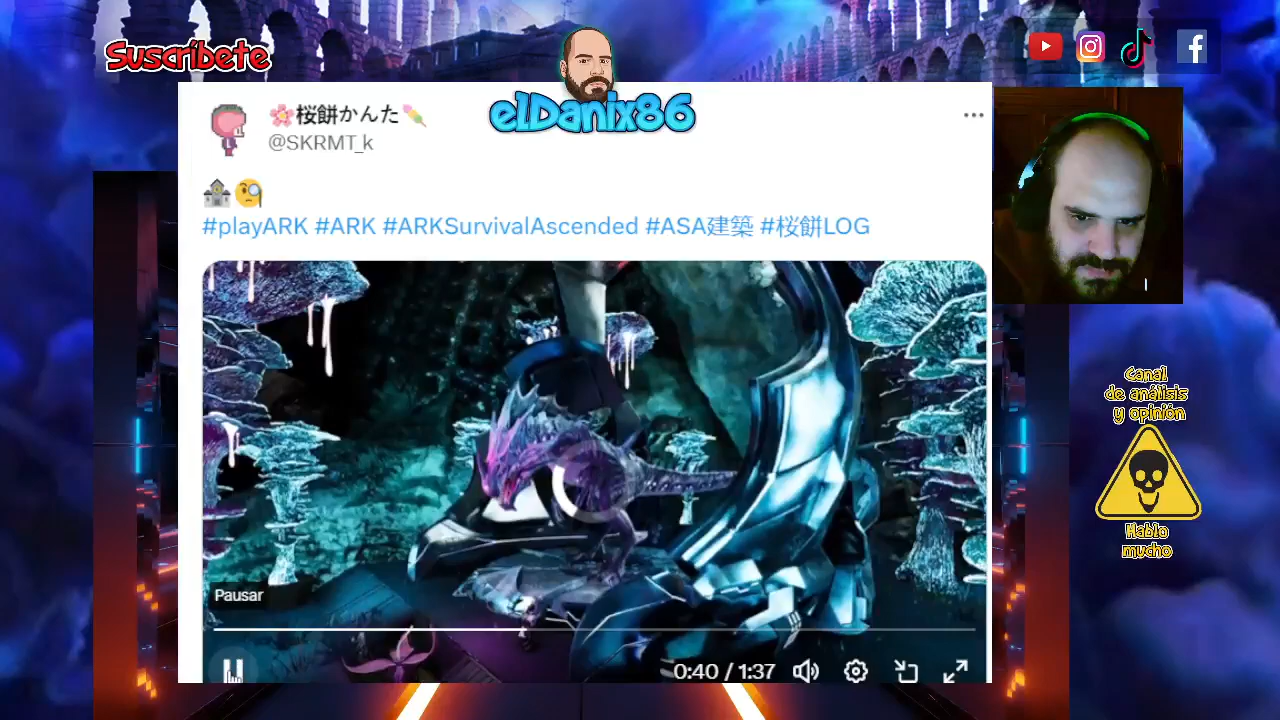 Suscríbete
elDanix86
🌸桜餅かんた🍡
@SKRMT_k
#playARK #ARK #ARKSurvivalAscended #ASA建築 #桜餅LOG
Canal
de análisis
y opinión
Habla
mucho
Pausar
0:40 / 1:37